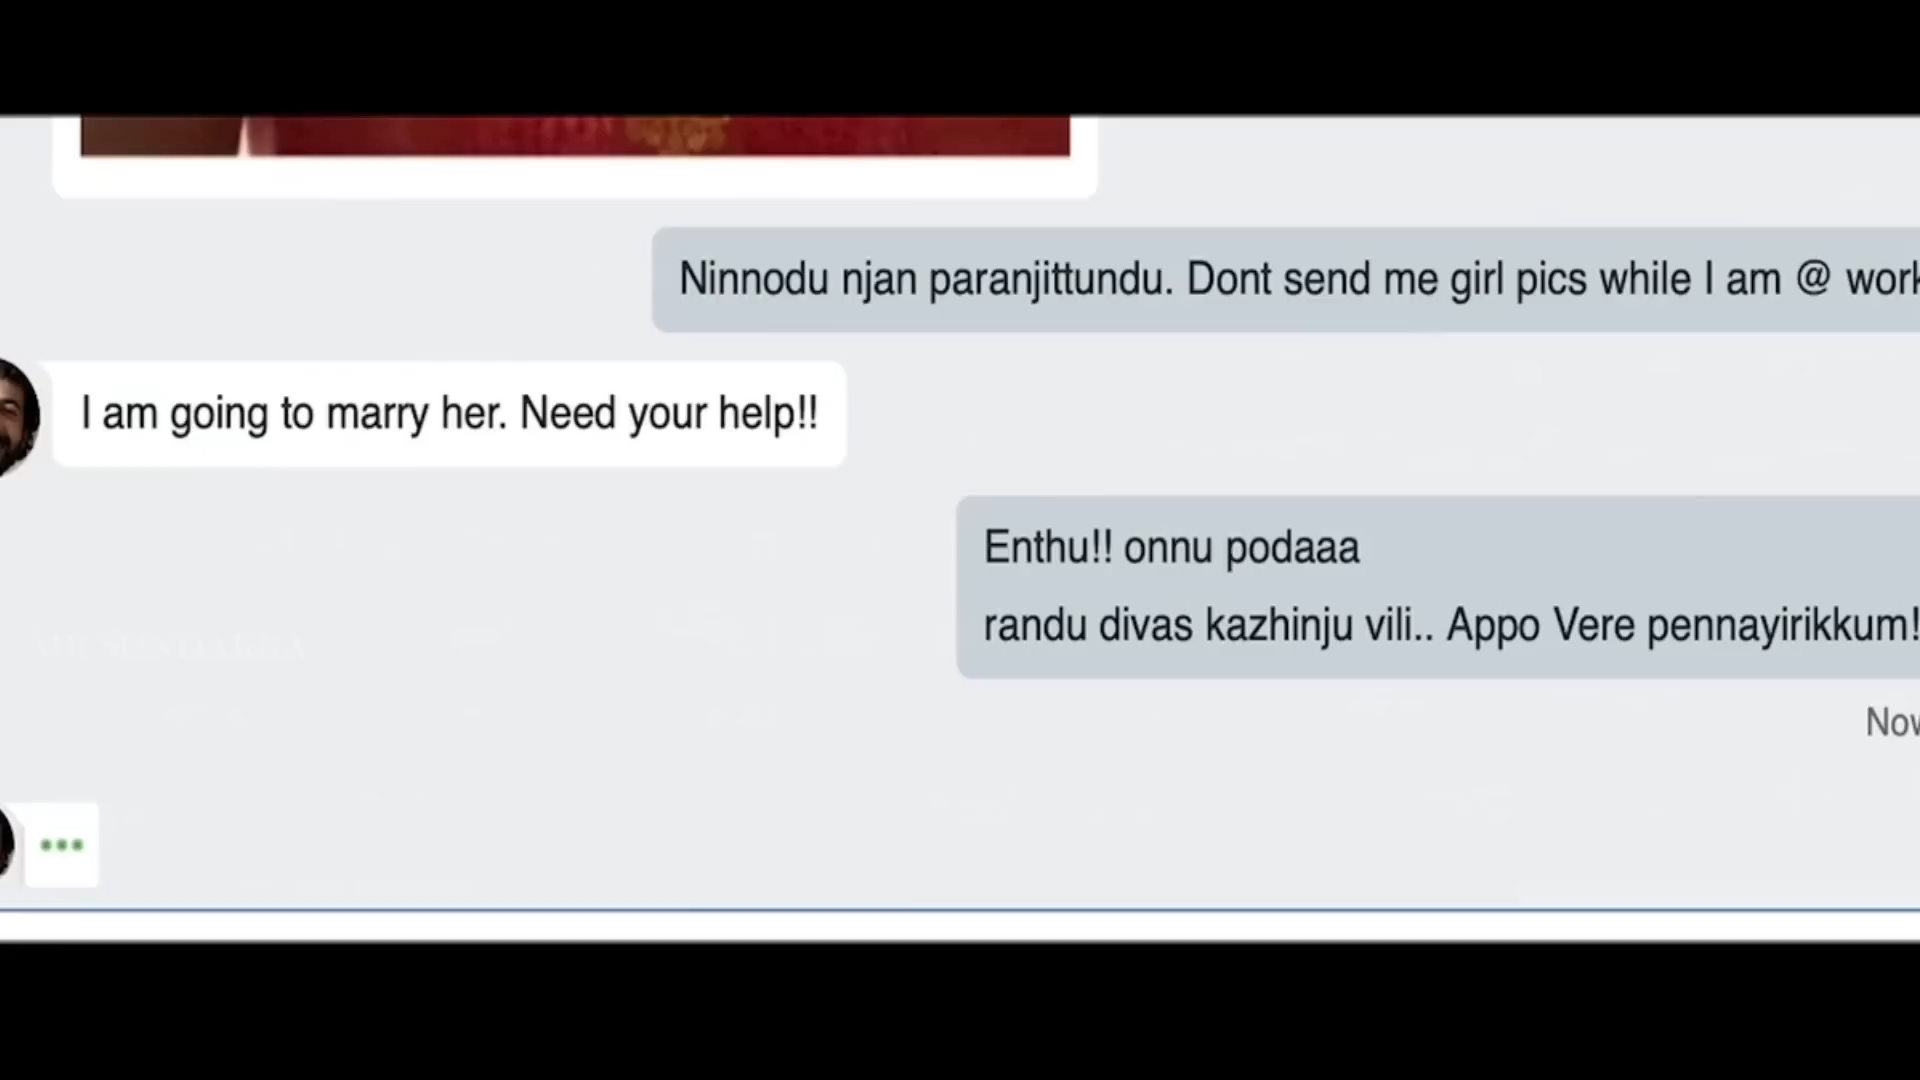 Ninnodu njan paranjittundu. Dont send me girl pics while I am @ work
I am going to marry her. Need your help!!
Enthu!! onnu podaaa
randu divas kazhinju vili.. Appo Vere pennayirikkum!